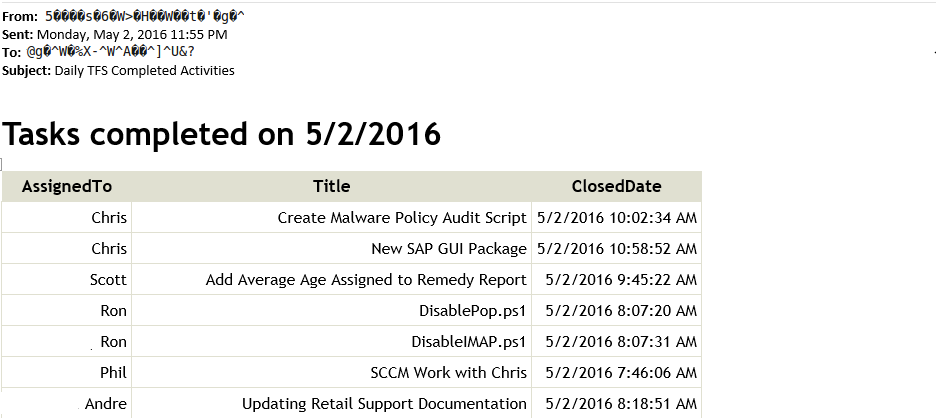 From:
Sent: Monday, May 2, 2016 11:55 PM
To:
Subject: Daily TFS Completed Activities
Tasks completed on 5/2/2016
AssignedTo Title ClosedDate
Chris Create Malware Policy Audit Script 5/2/2016 10:02:34 AM
Chris New SAP GUI Package 5/2/2016 10:58:52 AM
Scott Add Average Age Assigned to Remedy Report 5/2/2016 9:45:22 AM
Ron DisablePop.ps1 5/2/2016 8:07:20 AM
Ron DisableIMAP.ps1 5/2/2016 8:07:31 AM
Phil SCCM Work with Chris 5/2/2016 7:46:06 AM
Andre Updating Retail Support Documentation 5/2/2016 8:18:51 AM